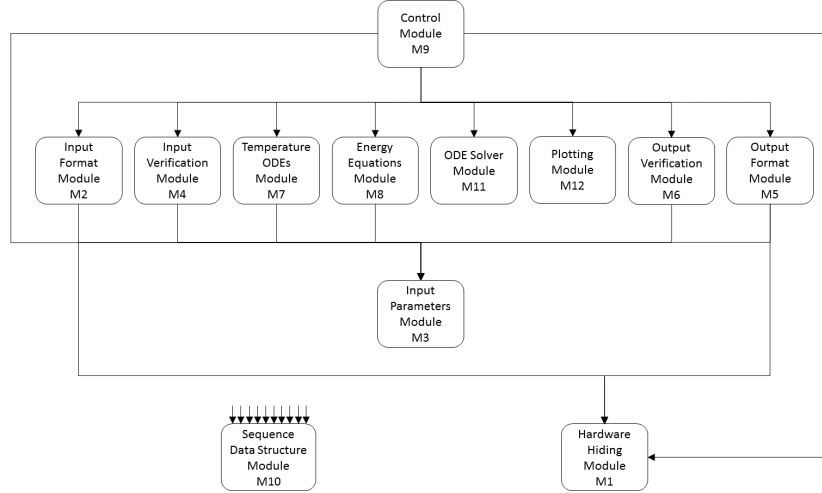 Control
Module
M9
Input
Format
Module
M2
Input
Verification
Module
M4
Temperature
ODEs
Module
M7
Energy
Equations
Module
M8
ODE Solver
Module
M11
Plotting
Module
M12
Output
Verification
Module
M6
Output
Format
Module
M5
Input
Parameters
Module
M3
Sequence
Data Structure
Module
M10
Hardware
Hiding
Module
M1